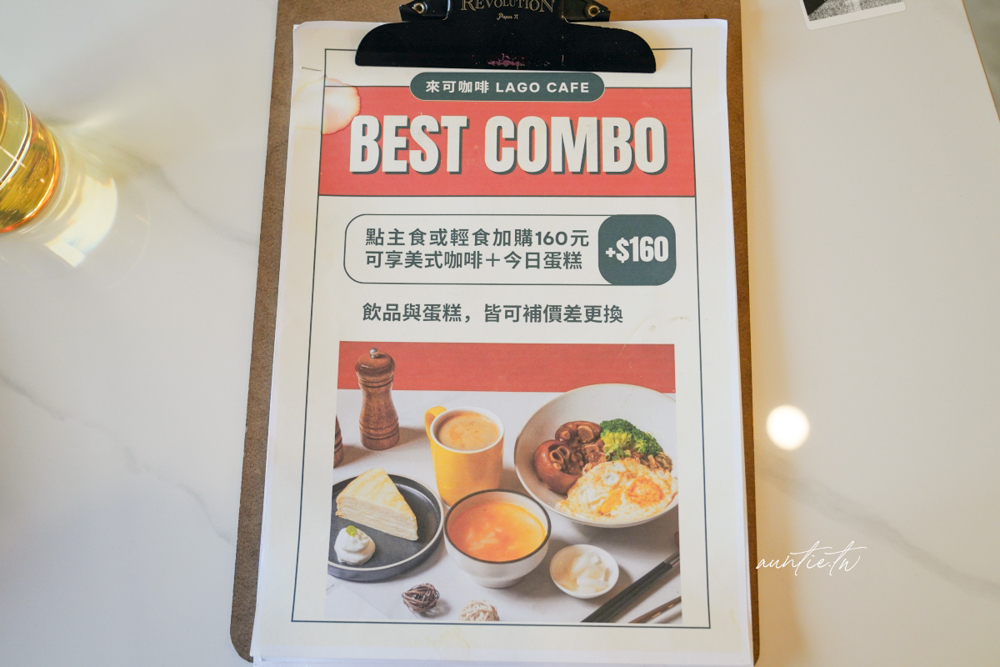 REVOLUTION
來可咖啡 LAGO CAFE
BEST COMBO
點主食或輕食加購160元
可享美式咖啡＋今日蛋糕
+$160
飲品與蛋糕，皆可補價差更換
auntie.tw